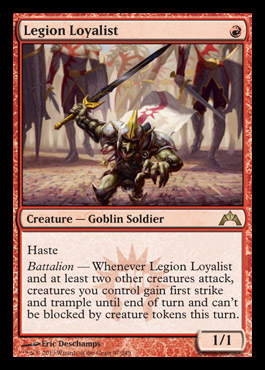 Legion Loyalist
Creature — Goblin Soldier
Haste
Battalion — Whenever Legion Loyalist
and at least two other creatures attack,
creatures you control gain first strike
and trample until end of turn and can't
be blocked by creature tokens this turn.
Eric Deschamps
1/1